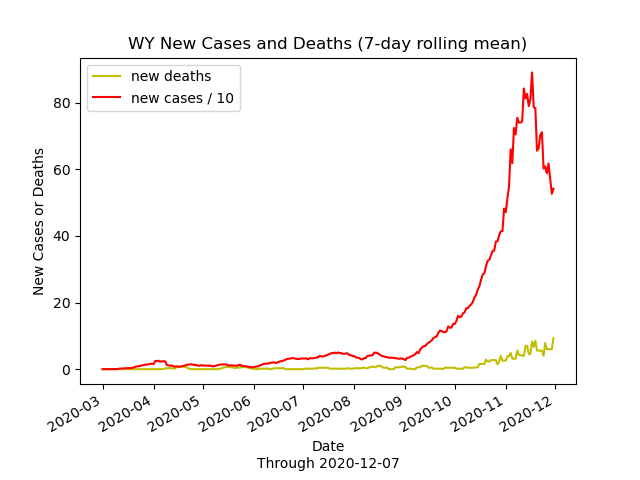 WY New Cases and Deaths (7-day rolling mean)
new deaths
new cases / 10
New Cases or Deaths
80
60
40
20
0
2020-03
2020-04
2020-05
2020-06
2020-07
2020-08
2020-09
2020-10
2020-11
2020-12
Date
Through 2020-12-07